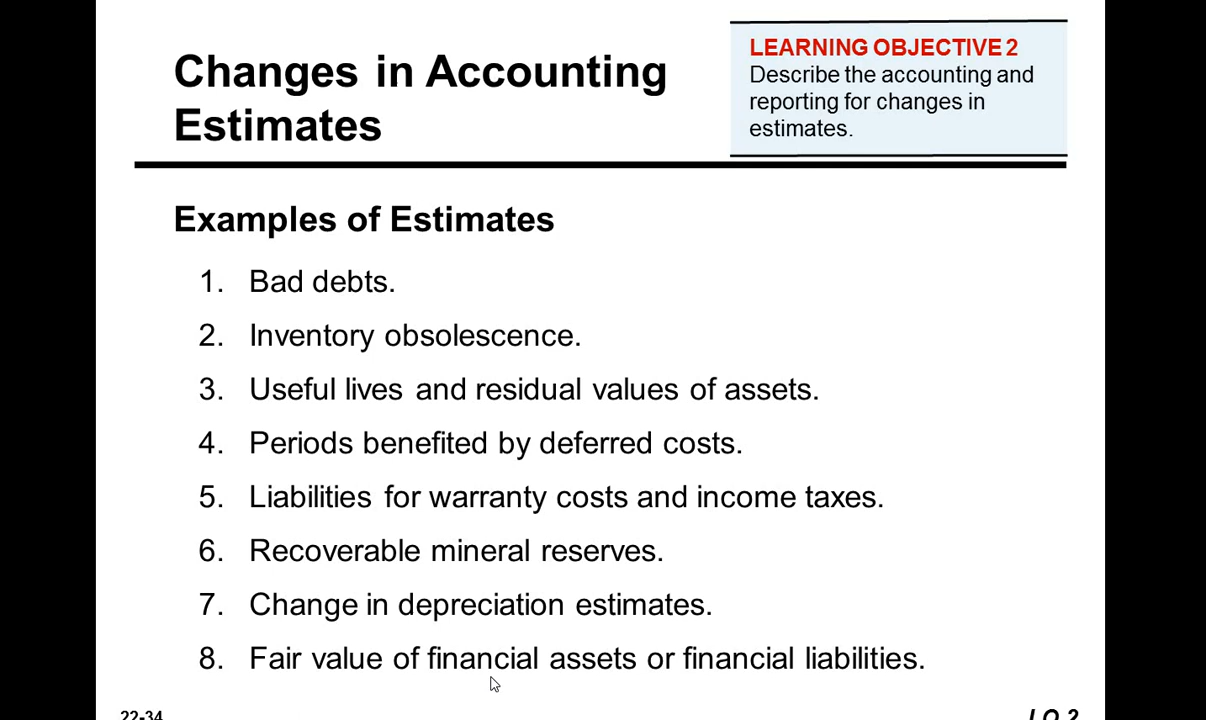 Changes in Accounting
Estimates
LEARNING OBJECTIVE 2
Describe the accounting and
reporting for changes in
estimates.
Examples of Estimates
1. Bad debts.
2. Inventory obsolescence.
3. Useful lives and residual values of assets.
4. Periods benefited by deferred costs.
5. Liabilities for warranty costs and income taxes.
6. Recoverable mineral reserves.
7. Change in depreciation estimates.
8. Fair value of financial assets or financial liabilities.
22-34
LO 2